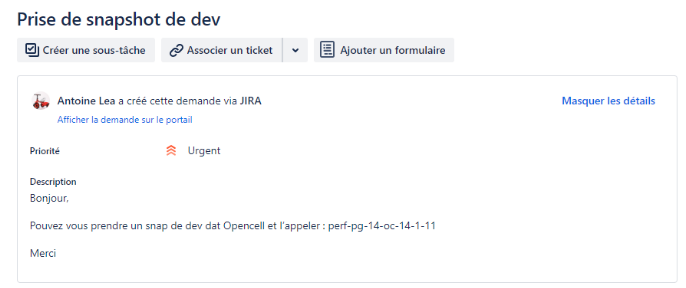 Prise de snapshot de dev
Créer une sous-tâche
Associer un ticket
Ajouter un formulaire
Antoine Lea a créé cette demande via JIRA
Masquer les détails
Afficher la demande sur le portail
Priorité
Urgent
Description
Bonjour,
Pouvez vous prendre un snap de dev dat Opencell et l'appeler : perf-pg-14-oc-14-1-11
Merci